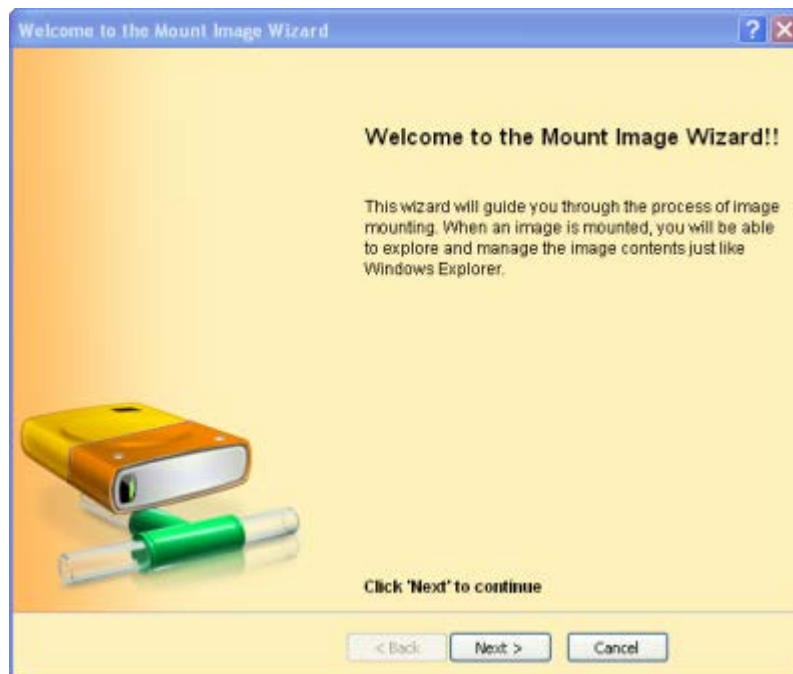 Welcome to the Mount Image Wizard
Welcome to the Mount Image Wizard!!
This wizard will guide you through the process of image
mounting. When an image is mounted, you will be able
to explore and manage the image contents just like
Windows Explorer.
Click 'Next' to continue
< Back
Next >
Cancel